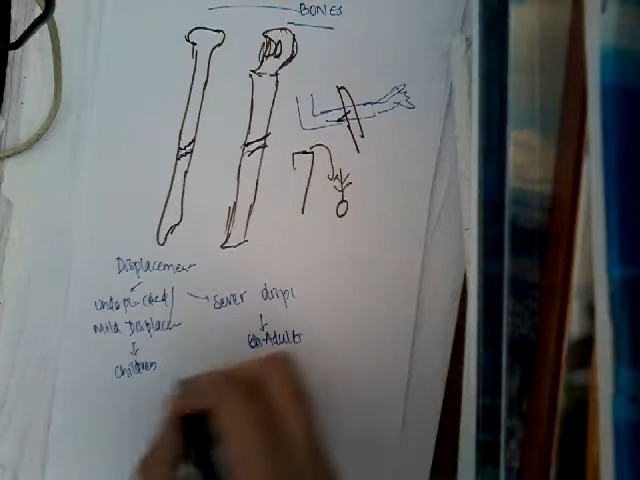 BONES
Displacement
undisplaced/
Mild Displace
Sever displ
Children
Adult